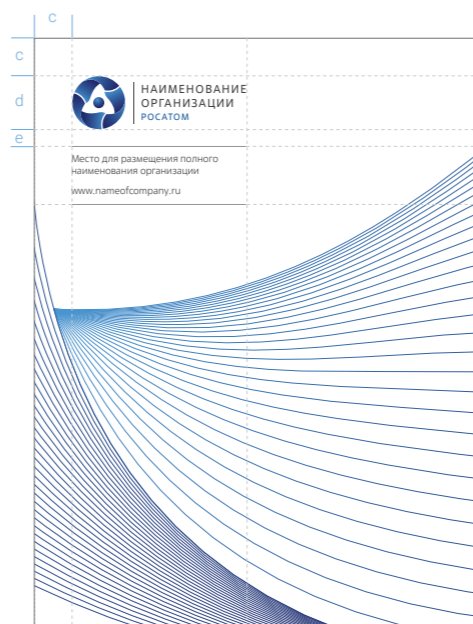 c
c
d
e
НАИМЕНОВАНИЕ
ОРГАНИЗАЦИИ
РОСАТОМ
Место для размещения полного
наименования организации
www.nameofcompany.ru